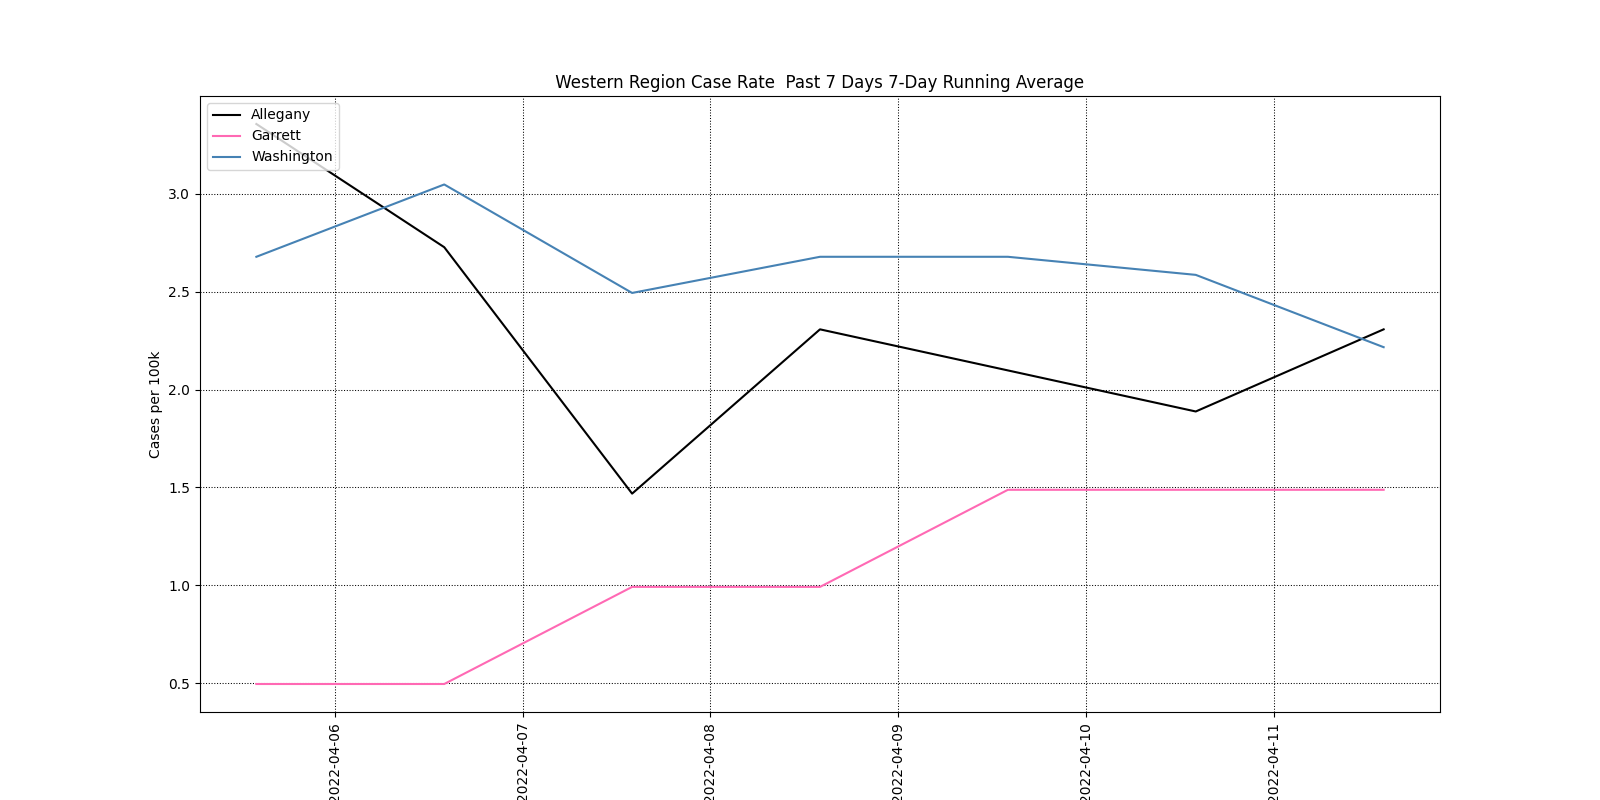 Western Region Case Rate  Past 7 Days 7-Day Running Average
Allegany
Garrett
Washington
Cases per 100k
3.0
2.5
2.0
1.5
1.0
0.5
2022-04-06
2022-04-07
2022-04-08
2022-04-09
2022-04-10
2022-04-11